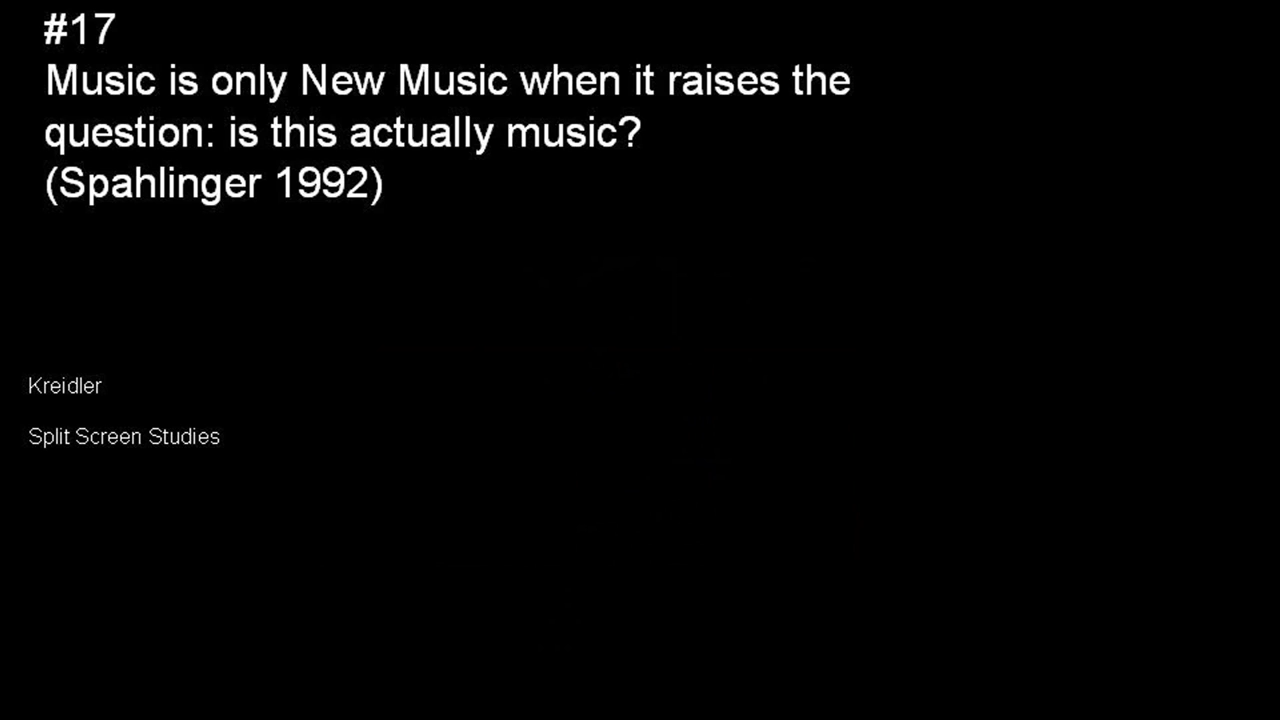 #17
Music is only New Music when it raises the
question: is this actually music?
(Spahlinger 1992)
Kreidler
Split Screen Studies